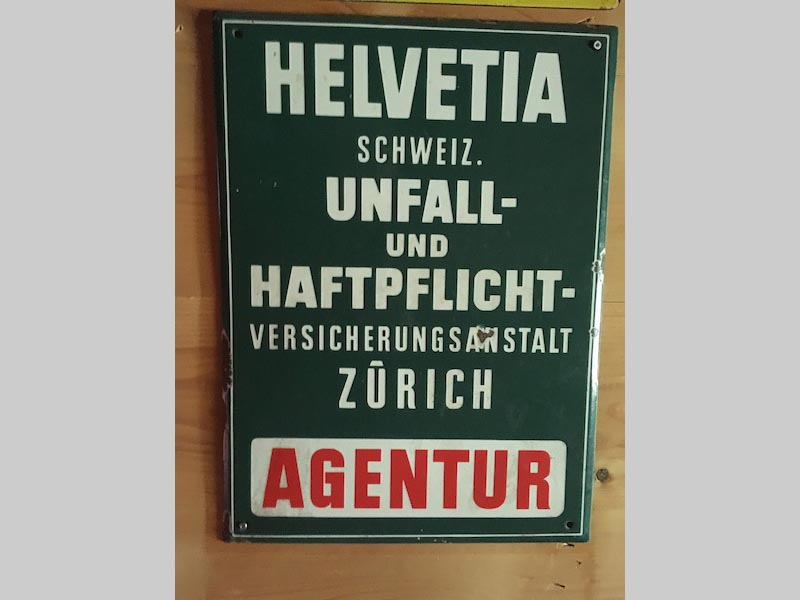 HELVETIA
SCHWEIZ.
UNFALL-
UND
HAFTPFLICHT-
VERSICHERUNGSANSTALT
ZÜRICH
AGENTUR